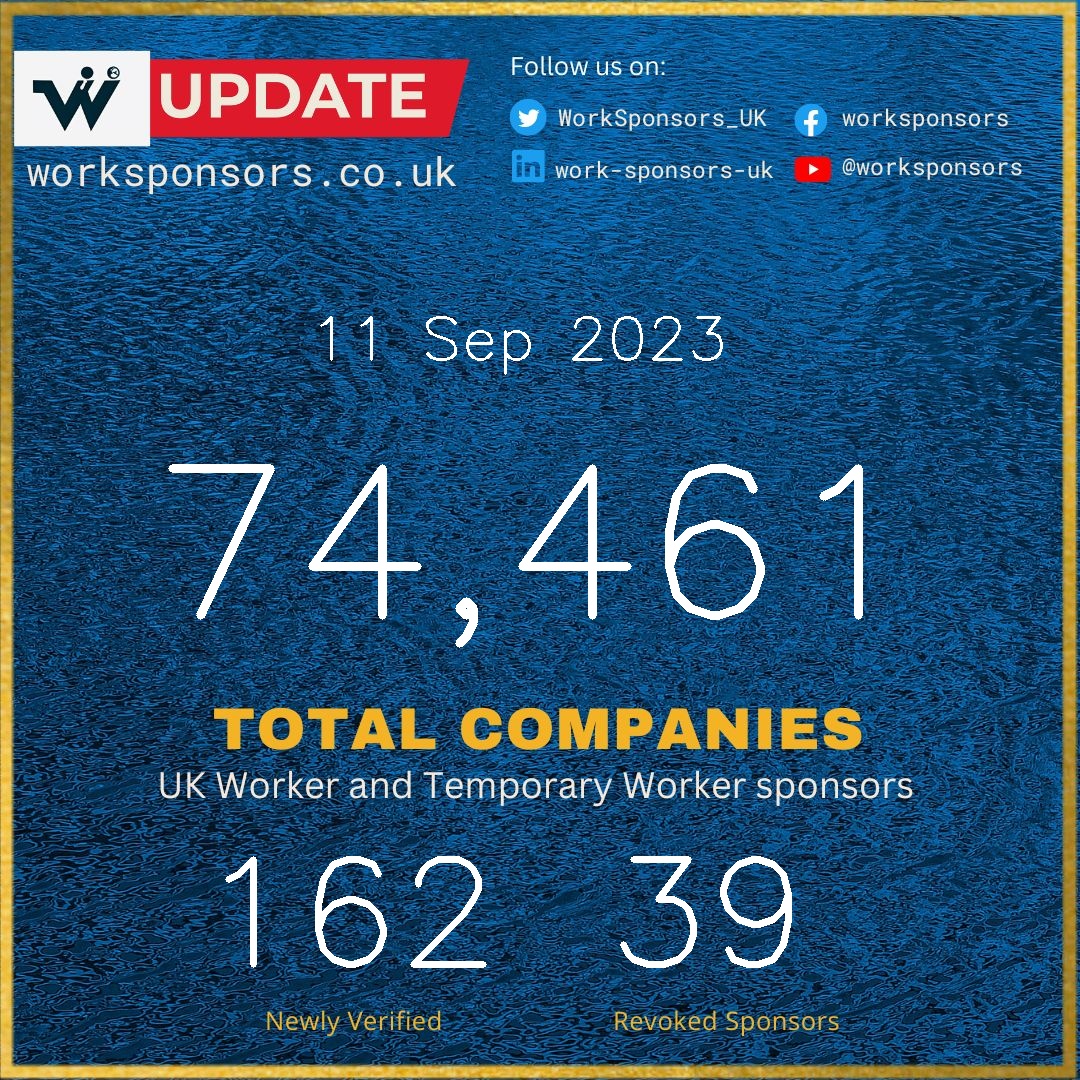 UPDATE
worksponsors.co.uk
Follow us on:
WorkSponsors_UK
worksponsors
work-sponsors-uk
@worksponsors
11 Sep 2023
74,461
TOTAL COMPANIES
UK Worker and Temporary Worker sponsors
162 39
Newly Verified Revoked Sponsors